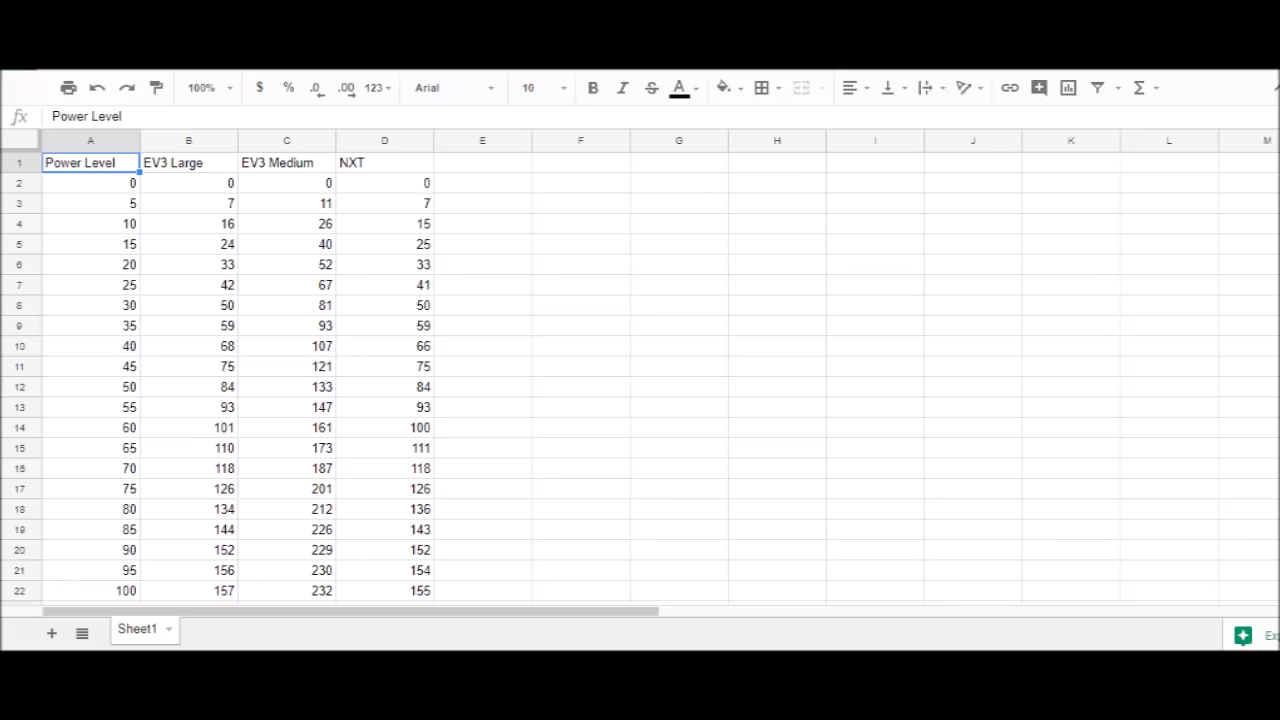 100% $ % .0 .00 123 Arial 10 B I S A Σ
fx Power Level
A B C D E F G H I J K L M
1 Power Level EV3 Large EV3 Medium NXT
2 0 0 0 0
3 5 7 11 7
4 10 16 26 15
5 15 24 40 25
6 20 33 52 33
7 25 42 67 41
8 30 50 81 50
9 35 59 93 59
10 40 68 107 66
11 45 75 121 75
12 50 84 133 84
13 55 93 147 93
14 60 101 161 100
15 65 110 173 111
16 70 118 187 118
17 75 126 201 126
18 80 134 212 136
19 85 144 226 143
20 90 152 229 152
21 95 156 230 154
22 100 157 232 155
+ Sheet1